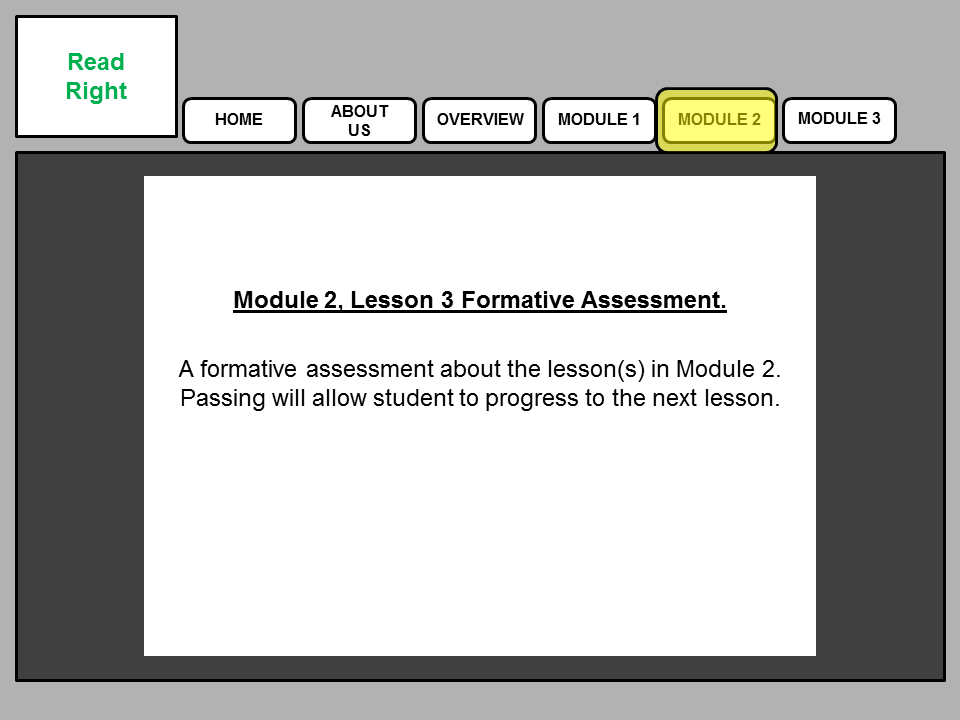 Read
Right
HOME
ABOUT
US
OVERVIEW
MODULE 1
MODULE 2
MODULE 3
Module 2, Lesson 3 Formative Assessment.
A formative assessment about the lesson(s) in Module 2.
Passing will allow student to progress to the next lesson.